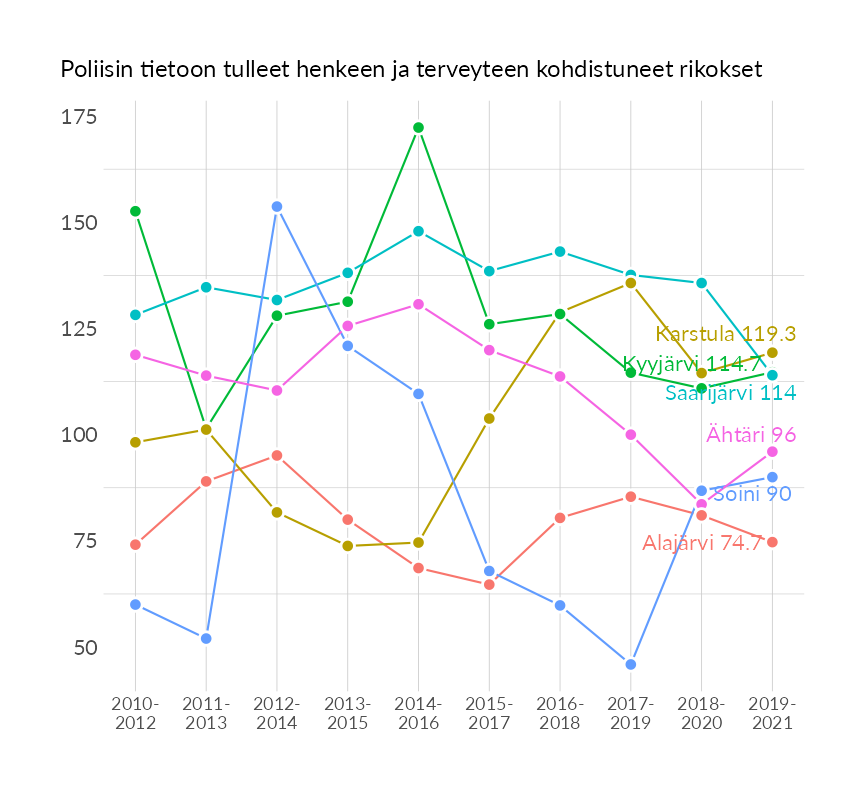 Poliisin tietoon tulleet henkeen ja terveyteen kohdistuneet rikokset
175
150
125
100
75
50
Karstula 119.3
Kyyjärvi 114.7
Saarijärvi 114
Ähtäri 96
Soini 90
Alajärvi 74.7
2010- 2011- 2012- 2013- 2014- 2015- 2016- 2017- 2018- 2019-
2012 2013 2014 2015 2016 2017 2018 2019 2020 2021